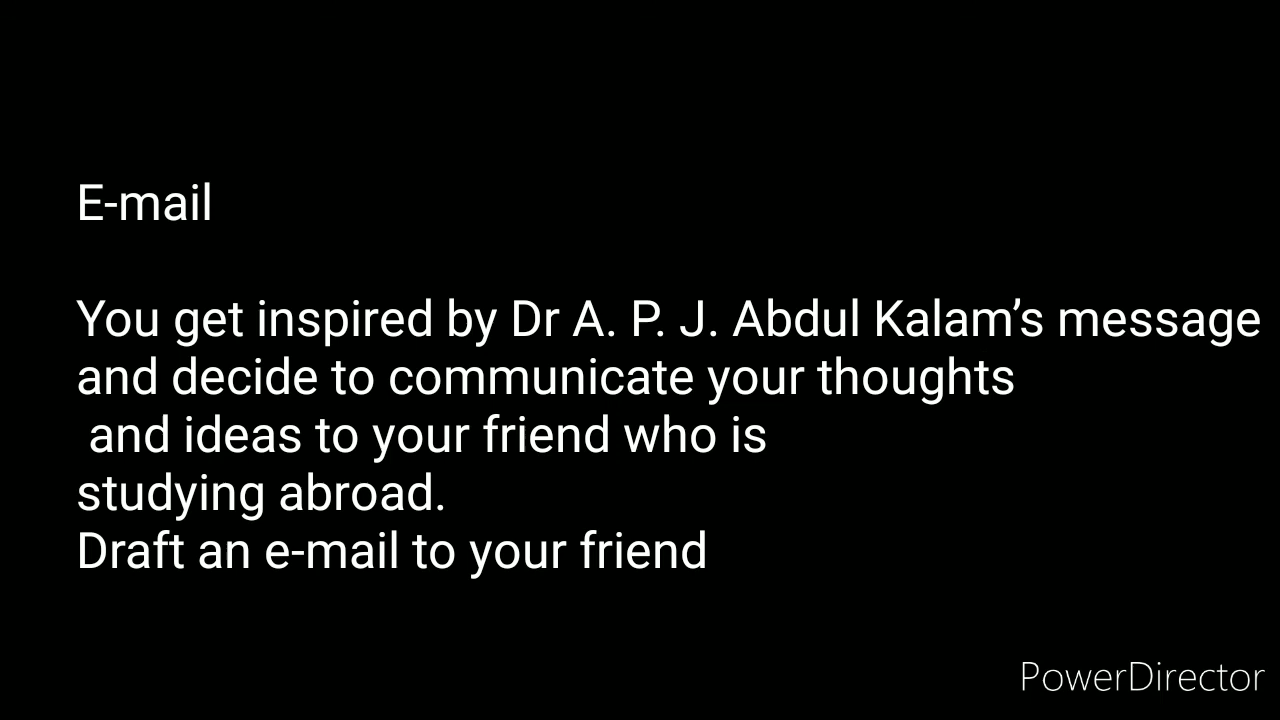 E-mail
You get inspired by Dr A. P. J. Abdul Kalam’s message
and decide to communicate your thoughts
and ideas to your friend who is
studying abroad.
Draft an e-mail to your friend
PowerDirector